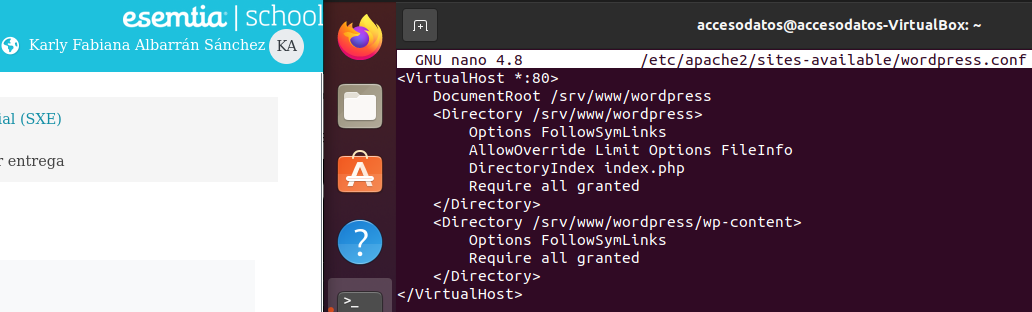 esemtia | school
Karly Fabiana Albarrán Sánchez KA
ial (SXE)
r entrega
accesodatos@accesodatos-VirtualBox: ~
GNU nano 4.8 /etc/apache2/sites-available/wordpress.conf
<VirtualHost *:80>
    DocumentRoot /srv/www/wordpress
    <Directory /srv/www/wordpress>
        Options FollowSymLinks
        AllowOverride Limit Options FileInfo
        DirectoryIndex index.php
        Require all granted
    </Directory>
    <Directory /srv/www/wordpress/wp-content>
        Options FollowSymLinks
        Require all granted
    </Directory>
</VirtualHost>